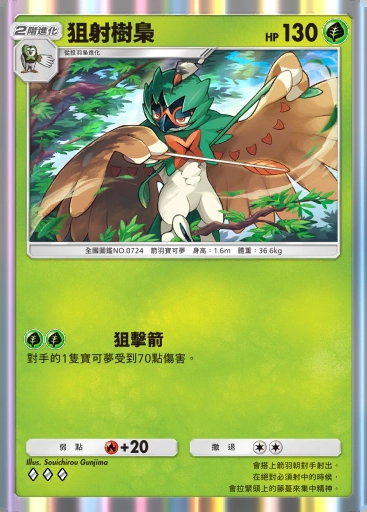 2階進化
狙射樹梟
HP 130
從投羽梟進化
全國圖鑑NO.0724 箭羽寶可夢 身高：1.6m 體重：36.6kg
狙擊箭
對手的1隻寶可夢受到70點傷害。
弱點 +20
撤退
Illus. Souichirou Gunjima
會搭上箭羽朝對手射出。
在絕對必須射中的時候，
會拉緊頭上的藤蔓來集中精神。